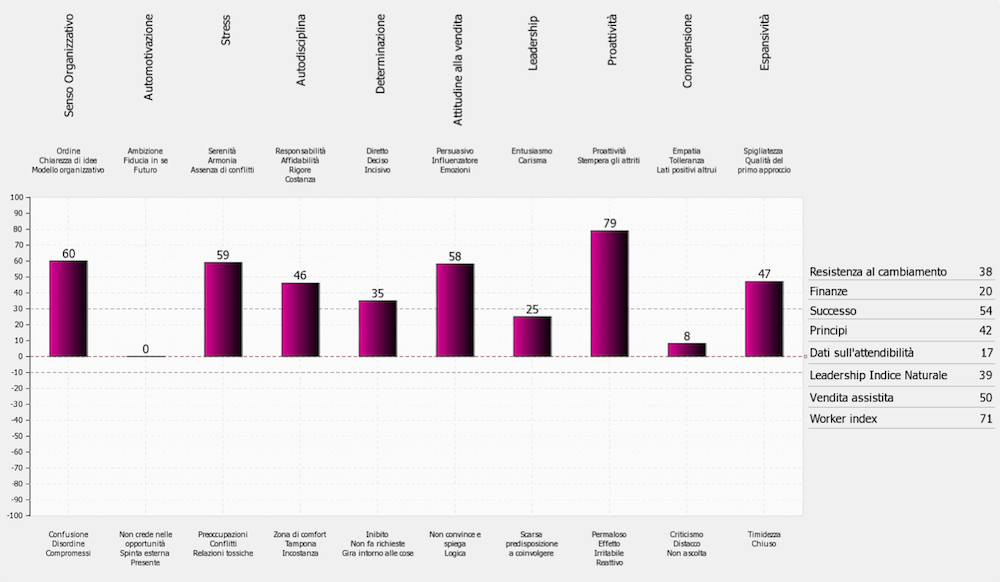 Senso Organizzativo
Automotivazione
Stress
Autodisciplina
Determinazione
Attitudine alla vendita
Leadership
Proattività
Comprensione
Espansività
Ordine
Chiarezza di idee
Modello organizzativo
Ambizione
Fiducia in se
Futuro
Serenità
Armonia
Assenza di conflitti
Responsabilità
Affidabilità
Rigore
Costanza
Diretto
Deciso
Incisivo
Persuasivo
Influenzatore
Emozioni
Entusiasmo
Carisma
Proattività
Stempera gli attriti
Empatia
Tolleranza
Lati positivi altrui
Spigliatezza
Qualità del
primo approccio
100
90
80
70
60
50
40
30
20
10
0
-10
-20
-30
-40
-50
-60
-70
-80
-90
-100
60
0
59
46
35
58
25
79
8
47
0
Resistenza al cambiamento 38
Finanze 20
Successo 54
Principi 42
Dati sull'attendibilità 17
Leadership Indice Naturale 39
Vendita assistita 50
Worker index 71
Confusione
Disordine
Compromessi
Non crede nelle
opportunità
Spinta esterna
Presente
Preoccupazioni
Conflitti
Relazioni tossiche
Zona di comfort
Tampona
Incostanza
Inibito
Non fa richieste
Gira intorno alle cose
Non convince e
spiega
Logica
Scarsa
predisposizione
a coinvolgere
Permaloso
Effetto
Irritabile
Reattivo
Criticismo
Distacco
Non ascolta
Timidezza
Chiuso